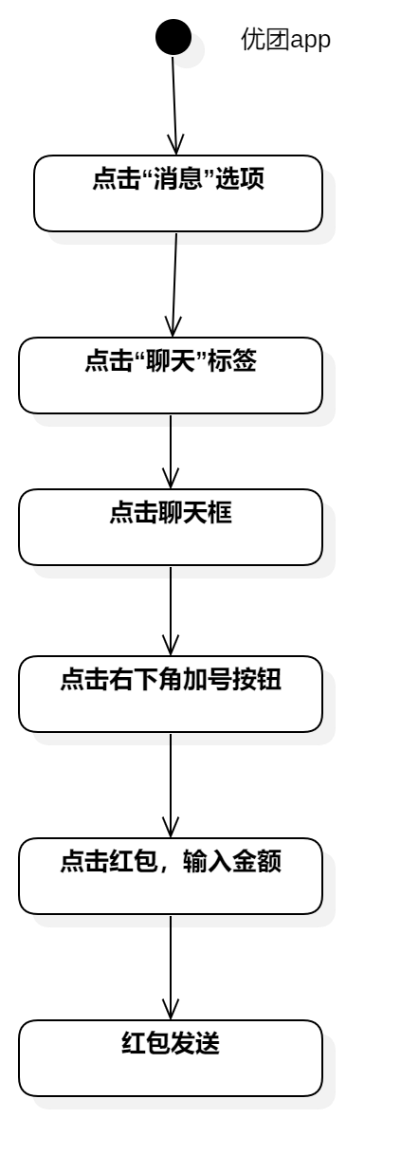 优团app
点击“消息”选项
点击“聊天”标签
点击聊天框
点击右下角加号按钮
点击红包，输入金额
红包发送